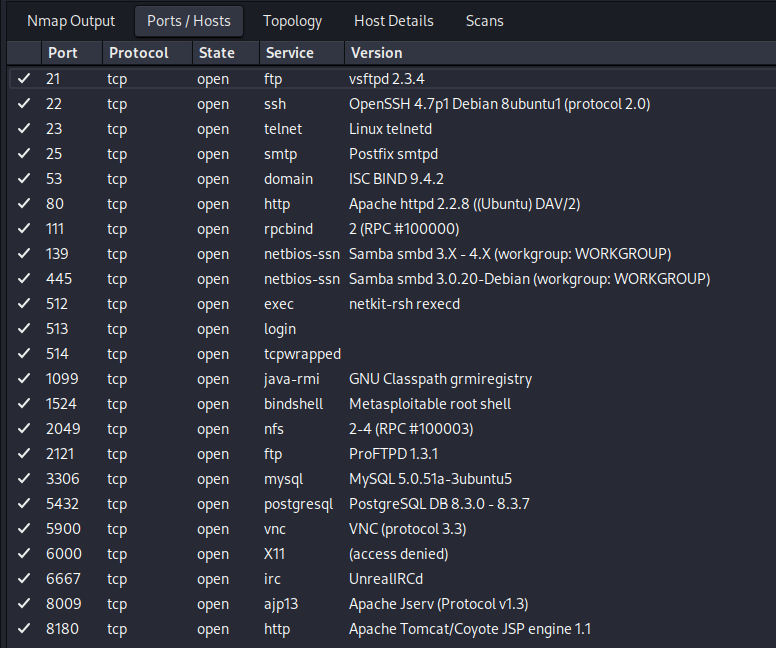 Nmap Output Ports / Hosts Topology Host Details Scans
Port Protocol State Service Version
21 tcp open ftp vsftpd 2.3.4
22 tcp open ssh OpenSSH 4.7p1 Debian 8ubuntu1 (protocol 2.0)
23 tcp open telnet Linux telnetd
25 tcp open smtp Postfix smtpd
53 tcp open domain ISC BIND 9.4.2
80 tcp open http Apache httpd 2.2.8 ((Ubuntu) DAV/2)
111 tcp open rpcbind 2 (RPC #100000)
139 tcp open netbios-ssn Samba smbd 3.X - 4.X (workgroup: WORKGROUP)
445 tcp open netbios-ssn Samba smbd 3.0.20-Debian (workgroup: WORKGROUP)
512 tcp open exec netkit-rsh rexecd
513 tcp open login
514 tcp open tcpwrapped
1099 tcp open java-rmi GNU Classpath grmiregistry
1524 tcp open bindshell Metasploitable root shell
2049 tcp open nfs 2-4 (RPC #100003)
2121 tcp open ftp ProFTPD 1.3.1
3306 tcp open mysql MySQL 5.0.51a-3ubuntu5
5432 tcp open postgresql PostgreSQL DB 8.3.0 - 8.3.7
5900 tcp open vnc VNC (protocol 3.3)
6000 tcp open X11 (access denied)
6667 tcp open irc UnrealIRCd
8009 tcp open ajp13 Apache Jserv (Protocol v1.3)
8180 tcp open http Apache Tomcat/Coyote JSP engine 1.1